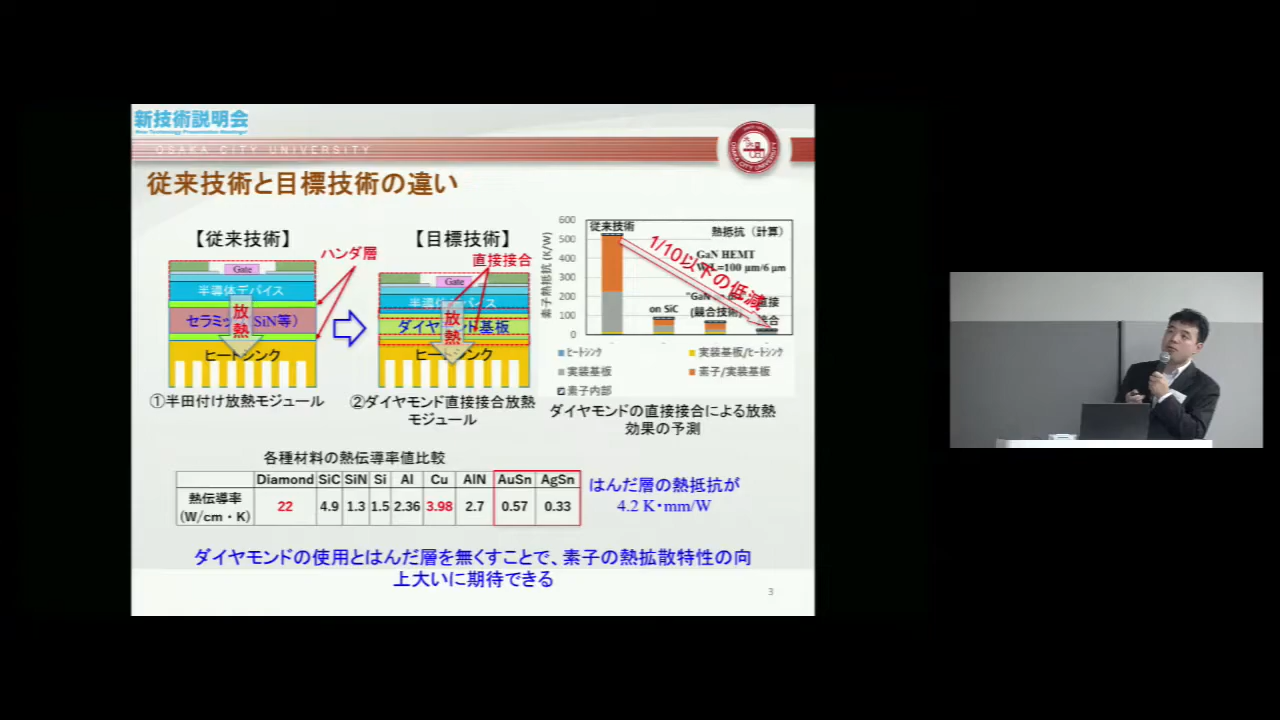 新技術説明会
New Technology Presentation Meetings!
OSAKA CITY UNIVERSITY
従来技術と目標技術の違い
【従来技術】
ハンダ層
Gate
半導体デバイス
セラミッ SiN等)
放熱
ヒートシンク
①半田付け放熱モジュール
【目標技術】
直接接合
Gate
半導体デバイス
ダイヤモンド基板
放熱
ヒートシンク
②ダイヤモンド直接接合放熱
モジュール
素子熱抵抗 (K/W)
600
500
400
300
200
100
0
従来技術
熱抵抗（計算）
1/10以下の低減
GaN HEMT
W/L=100 μm/6 μm
on SiC
"GaN on
直接
(競合技術)
接合
ヒートシンク
実装基板/ヒートシンク
実装基板
素子/実装基板
素子内部
ダイヤモンドの直接接合による放熱
効果の予測
各種材料の熱伝導率値比較
Diamond SiC SiN Si Al Cu AlN AuSn AgSn
熱伝導率
(W/cm・K)
22 4.9 1.3 1.5 2.36 3.98 2.7 0.57 0.33
はんだ層の熱抵抗が
4.2 K・mm/W
ダイヤモンドの使用とはんだ層を無くすことで、素子の熱拡散特性の向
上大いに期待できる
3